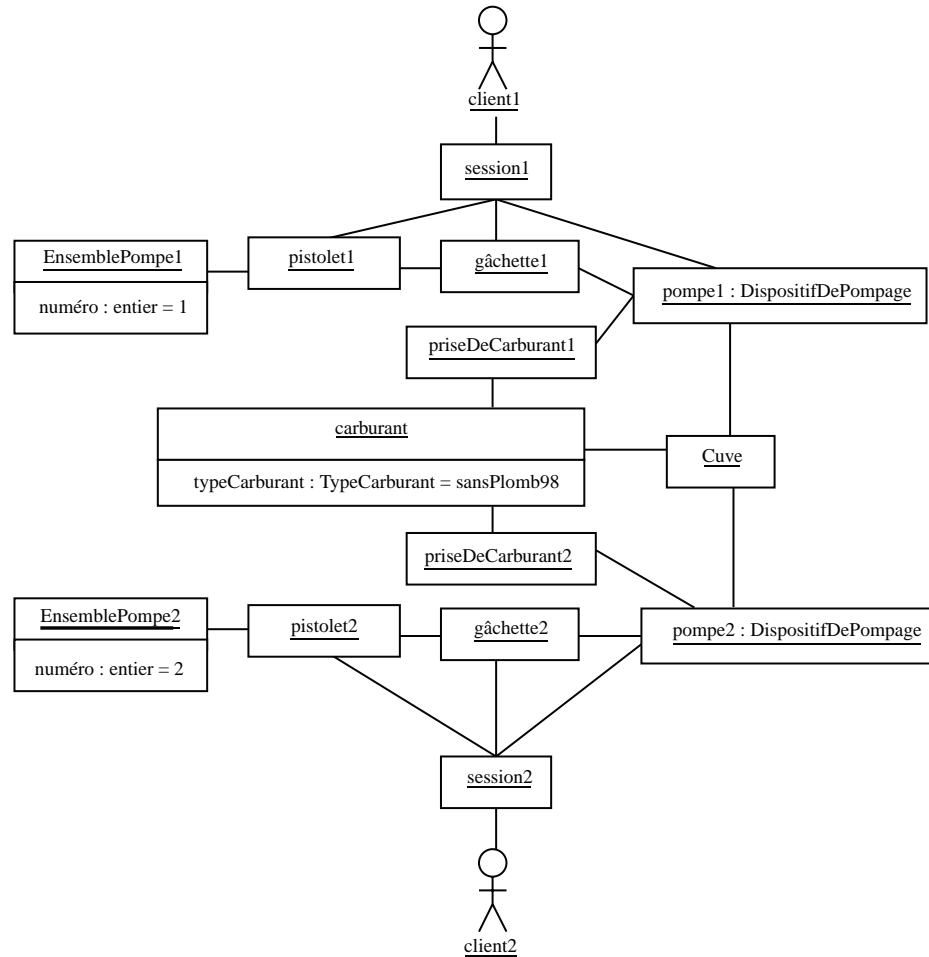 client1
session1
EnsemblePompe1
numéro : entier = 1
pistolet1
gâchette1
pompe1 : DispositifDePompage
priseDeCarburant1
carburant
typeCarburant : TypeCarburant = sansPlomb98
Cuve
priseDeCarburant2
EnsemblePompe2
numéro : entier = 2
pistolet2
gâchette2
pompe2 : DispositifDePompage
session2
client2